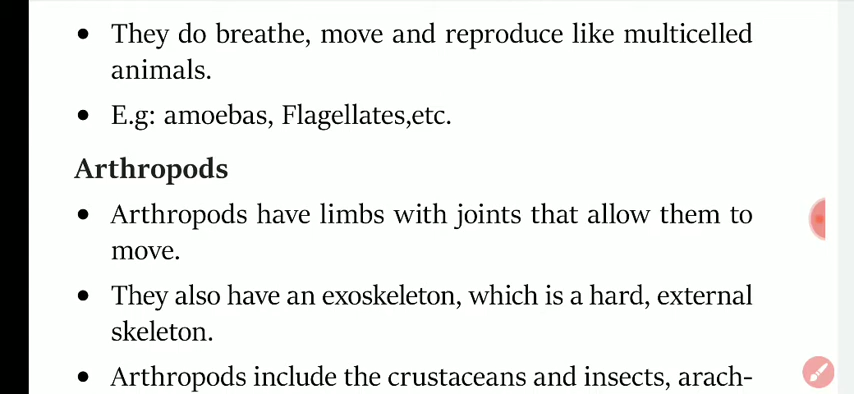 • They do breathe, move and reproduce like multicelled
animals.
• E.g: amoebas, Flagellates,etc.
Arthropods
• Arthropods have limbs with joints that allow them to
move.
• They also have an exoskeleton, which is a hard, external
skeleton.
• Arthropods include the crustaceans and insects, arach-